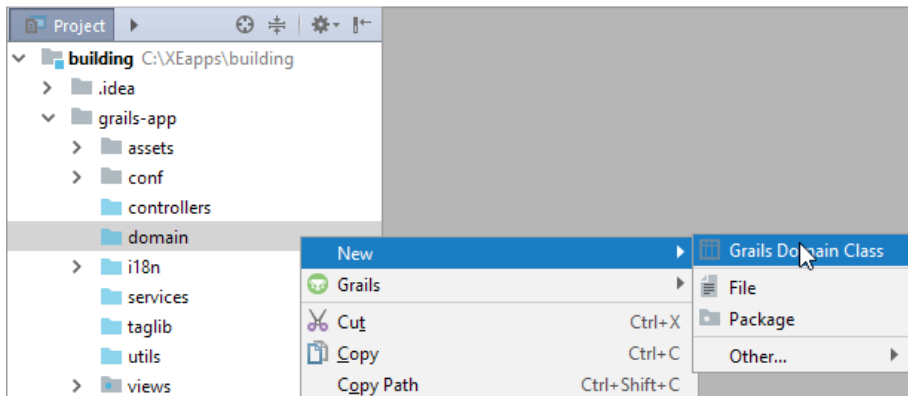 Project
building C:\XEapps\building
.idea
grails-app
assets
conf
controllers
domain
i18n
services
taglib
utils
views
New
Grails
Cut Ctrl+X
Copy Ctrl+C
Copy Path Ctrl+Shift+C
Grails Domain Class
File
Package
Other...